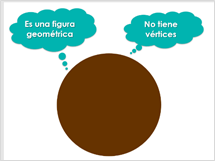 Es una figura
geométrica
No tiene
vértices